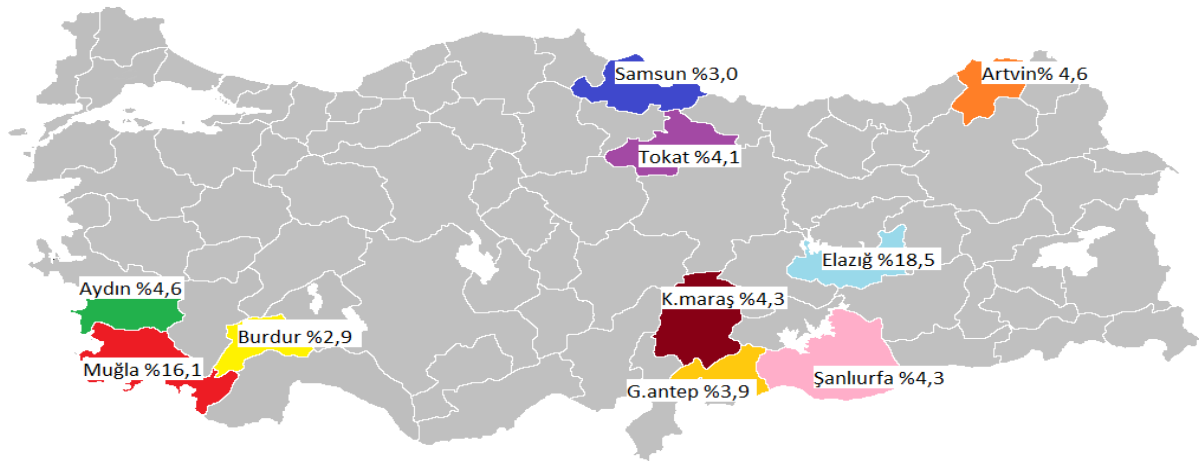 Samsun %3,0
Artvin% 4,6
Tokat %4,1
Elazığ %18,5
Aydın %4,6
K.maraş %4,3
Burdur %2,9
Muğla %16,1
Şanlıurfa %4,3
G.antep %3,9